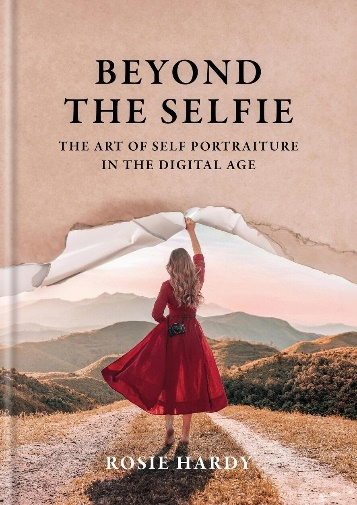 BEYOND
THE SELFIE
THE ART OF SELF PORTRAITURE
IN THE DIGITAL AGE
ROSIE HARDY